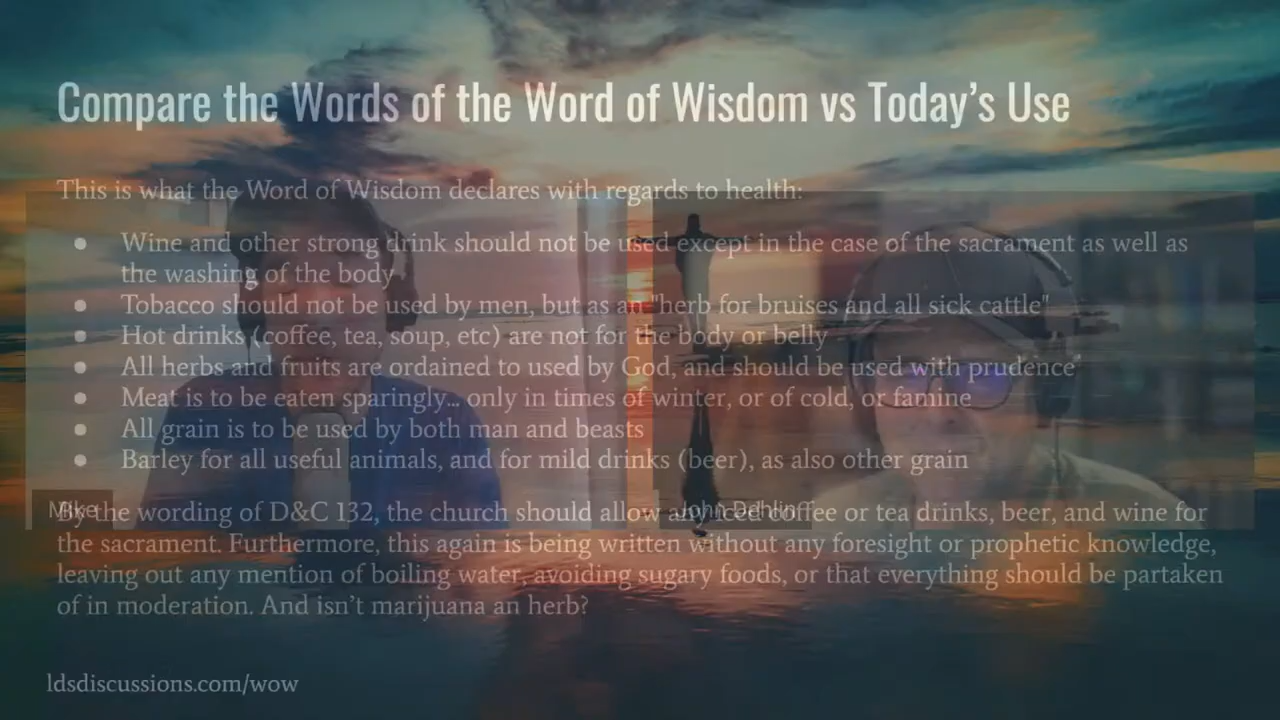 Compare the Words of the Word of Wisdom vs Today's Use
This is what the Word of Wisdom declares with regards to health:
● Wine and other strong drink should not be used except in the case of the sacrament as well as
the washing of the body
● Tobacco should not be used by men, but as an "herb for bruises and all sick cattle"
● Hot drinks (coffee, tea, soup, etc) are not for the body or belly
● All herbs and fruits are ordained to used by God, and should be used with prudence
● Meat is to be eaten sparingly... only in times of winter, or of cold, or famine
● All grain is to be used by both man and beasts
● Barley for all useful animals, and for mild drinks (beer), as also other grain
Mike
John Dehlin
By the wording of D&C 132, the church should allow any iced coffee or tea drinks, beer, and wine for
the sacrament. Furthermore, this again is being written without any foresight or prophetic knowledge,
leaving out any mention of boiling water, avoiding sugary foods, or that everything should be partaken
of in moderation. And isn't marijuana an herb?
ldsdiscussions.com/wow